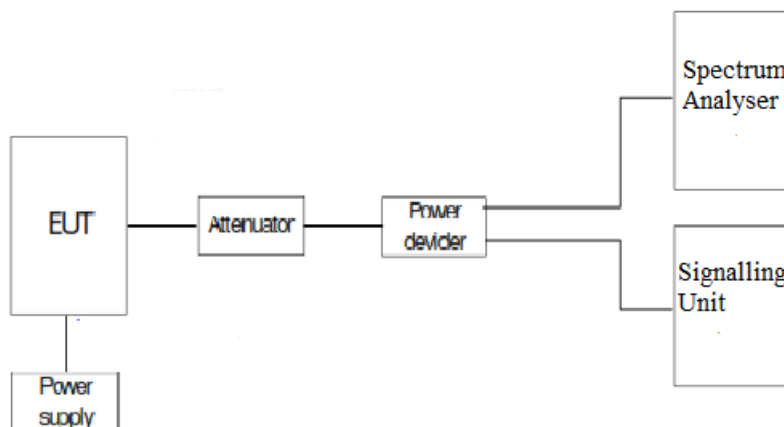 Spectrum
Analyser
EUT
Attenuator
Power
devider
Signalling
Unit
Power
supply